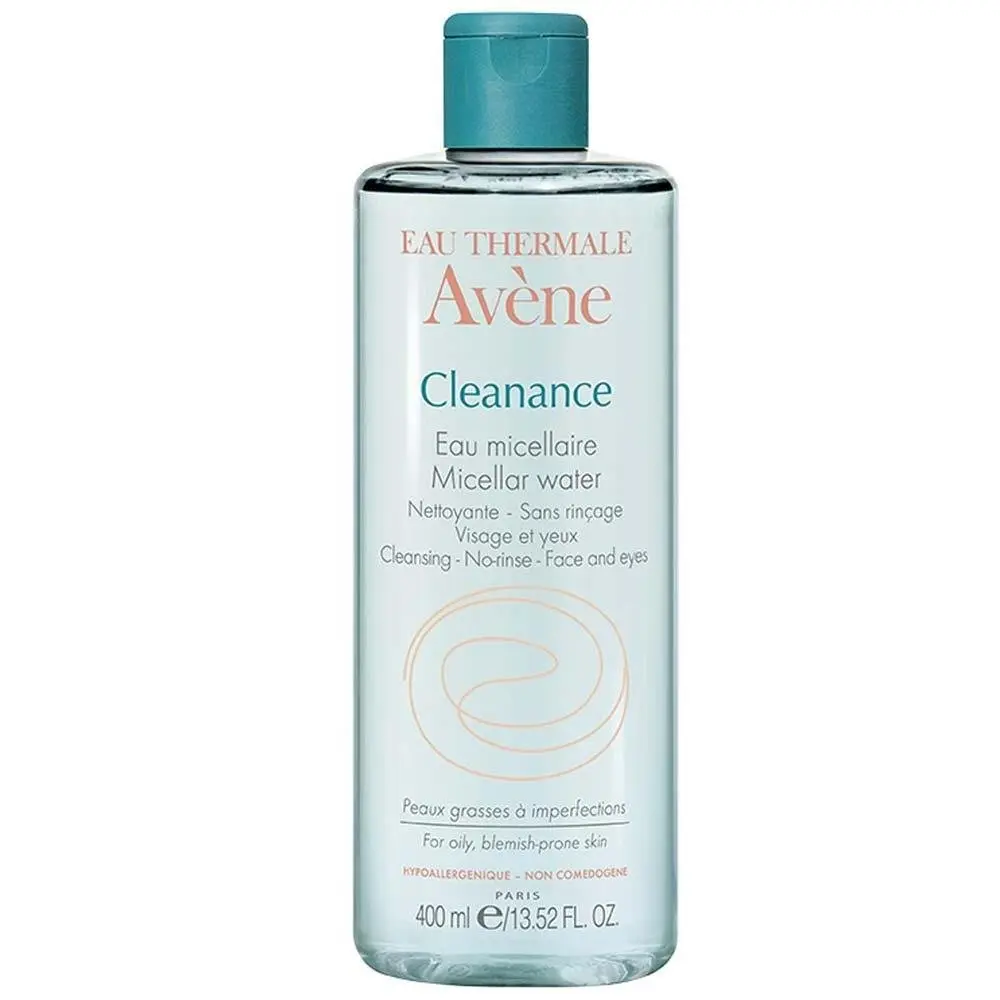 EAU THERMALE
Avène
Cleanance
Eau micellaire
Micellar water
Nettoyante - Sans rinçage
Visage et yeux
Cleansing - No-rinse - Face and eyes
Peaux grasses à imperfections
For oily, blemish-prone skin
HYPOALLERGENIQUE – NON COMEDOGÈNE
PARIS
400 ml ℮/13.52 FL. OZ.